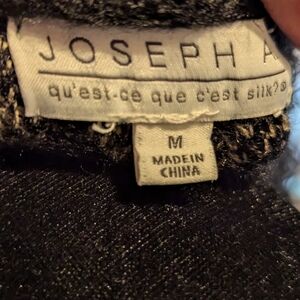 JOSEPH A
qu'est-ce que c'est silk?®
M
MADE IN
CHINA